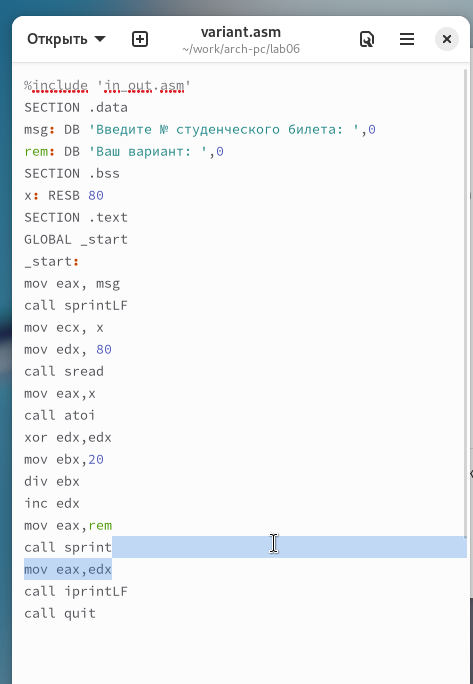 Открыть
variant.asm
~/work/arch-pc/lab06
%include 'in_out.asm'
SECTION .data
msg: DB 'Введите № студенческого билета: ',0
rem: DB 'Ваш вариант: ',0
SECTION .bss
x: RESB 80
SECTION .text
GLOBAL _start
_start:
mov eax, msg
call sprintLF
mov ecx, x
mov edx, 80
call sread
mov eax,x
call atoi
xor edx,edx
mov ebx,20
div ebx
inc edx
mov eax,rem
call sprint
mov eax,edx
call iprintLF
call quit